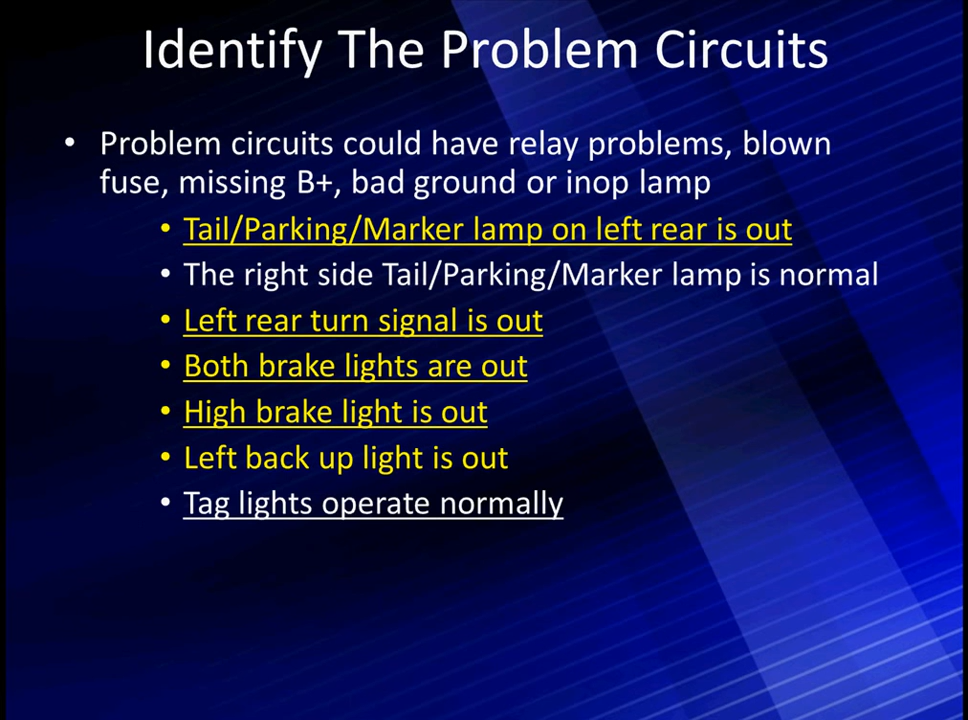 Identify The Problem Circuits
• Problem circuits could have relay problems, blown
fuse, missing B+, bad ground or inop lamp
• Tail/Parking/Marker lamp on left rear is out
• The right side Tail/Parking/Marker lamp is normal
• Left rear turn signal is out
• Both brake lights are out
• High brake light is out
• Left back up light is out
• Tag lights operate normally